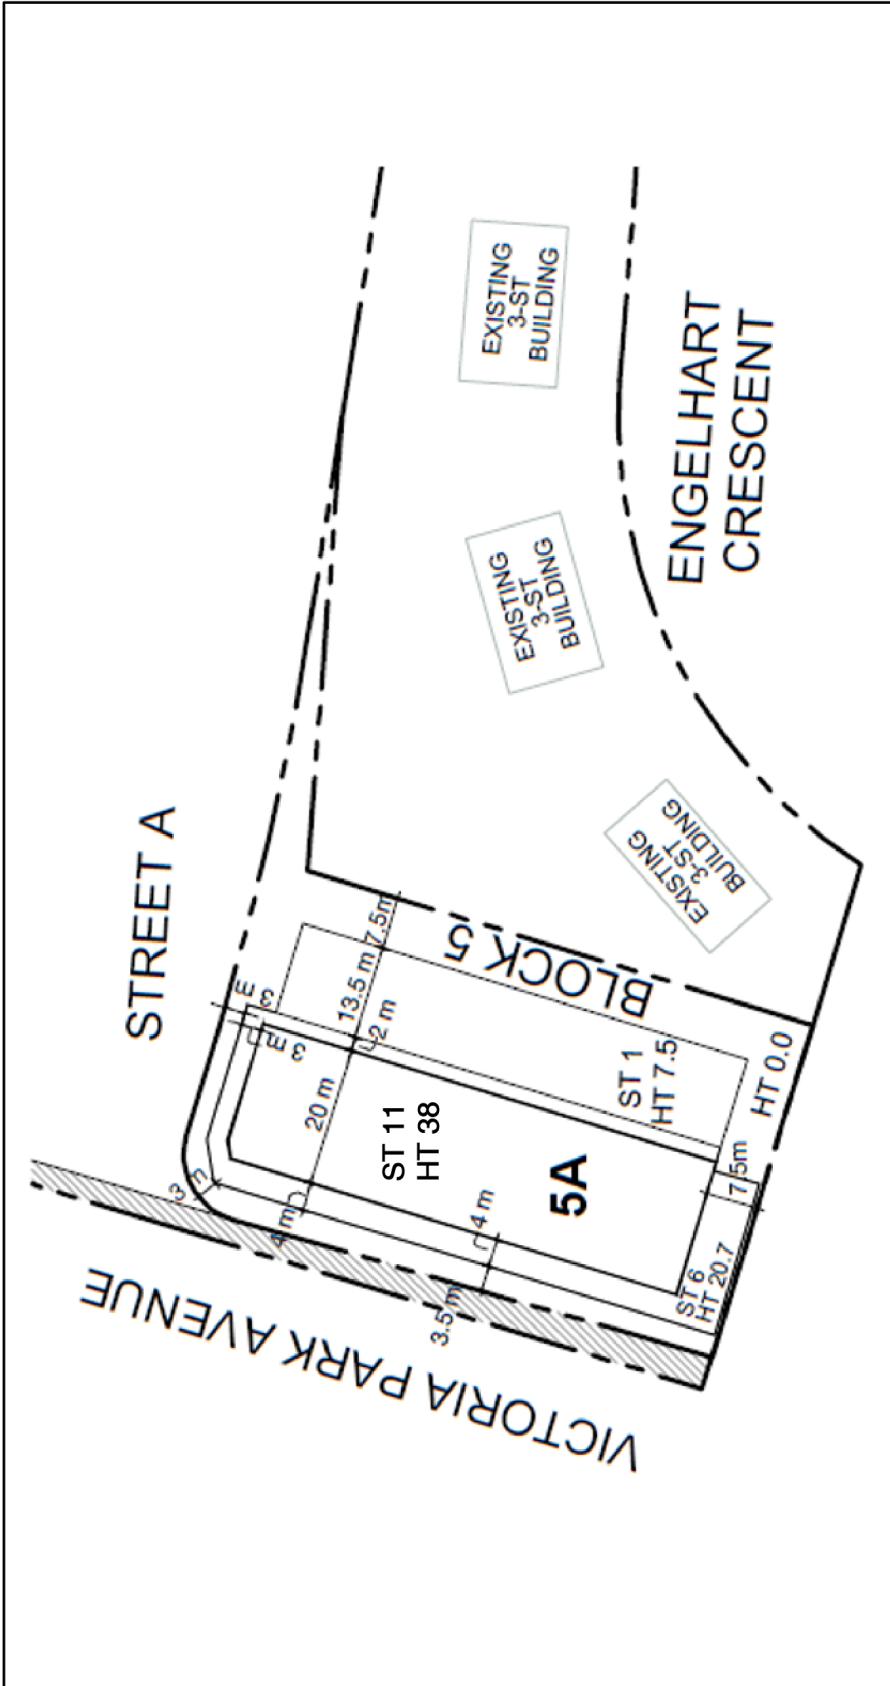 STREET A
ENGELHART
CRESCENT
VICTORIA PARK AVENUE
BLOCK 5
EXISTING
3-ST
BUILDING
EXISTING
3-ST
BUILDING
EXISTING
3-ST
BUILDING
7.5m
13.5 m
2 m
20 m
3 m
3 m
3 m
4 m
4 m
3.5 m
ST 11
HT 38
5A
ST 1
HT 7.5
HT 0.0
7.5m
ST 6
HT 20.7